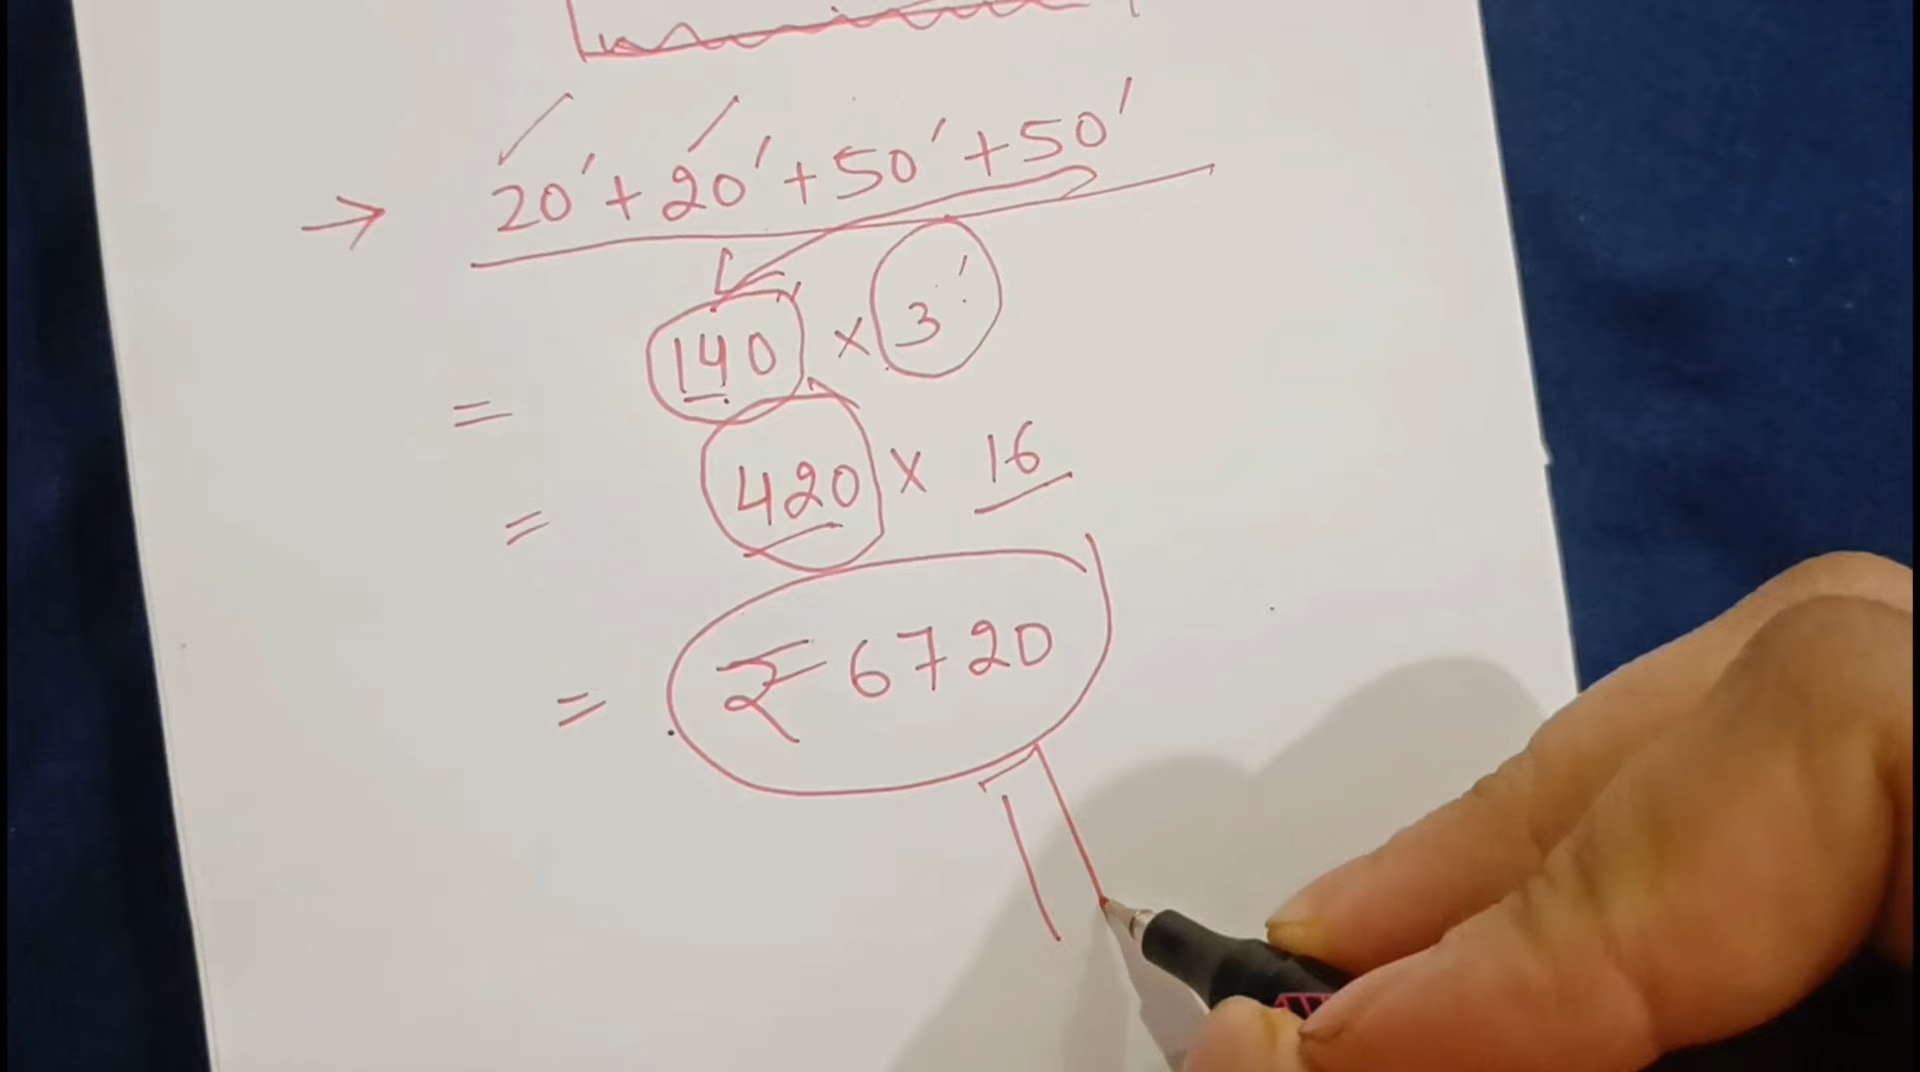 → 20' + 20' + 50' + 50'
140' × 3'
= 420 × 16
= ₹ 6720